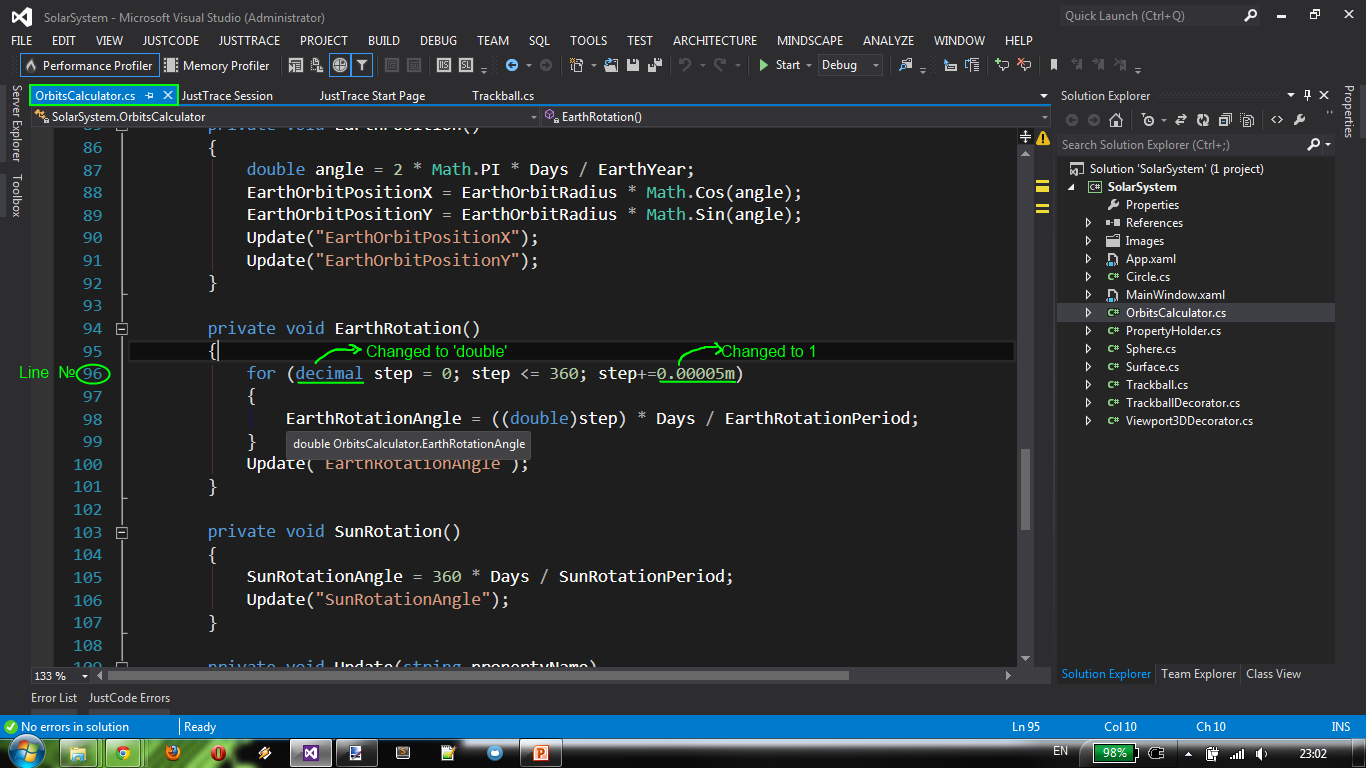 SolarSystem - Microsoft Visual Studio (Administrator)
Quick Launch (Ctrl+Q)
FILE EDIT VIEW JUSTCODE JUSTTRACE PROJECT BUILD DEBUG TEAM SQL TOOLS TEST ARCHITECTURE MINDSCAPE ANALYZE WINDOW HELP
Performance Profiler Memory Profiler Start Debug
Server Explorer
Toolbox
OrbitsCalculator.cs JustTrace Session JustTrace Start Page Trackball.cs
SolarSystem.OrbitsCalculator EarthRotation()
private void EarthPosition()
86 {
87 double angle = 2 * Math.PI * Days / EarthYear;
88 EarthOrbitPositionX = EarthOrbitRadius * Math.Cos(angle);
89 EarthOrbitPositionY = EarthOrbitRadius * Math.Sin(angle);
90 Update("EarthOrbitPositionX");
91 Update("EarthOrbitPositionY");
92 }
93
94 private void EarthRotation()
95 {
Changed to 'double' Changed to 1
Line № 96 for (decimal step = 0; step <= 360; step+=0.00005m)
97 {
98 EarthRotationAngle = ((double)step) * Days / EarthRotationPeriod;
99 }
double OrbitsCalculator.EarthRotationAngle
100 Update("EarthRotationAngle");
101 }
102
103 private void SunRotation()
104 {
105 SunRotationAngle = 360 * Days / SunRotationPeriod;
106 Update("SunRotationAngle");
107 }
108
109 private void Update(string propertyName)
133 %
Error List JustCode Errors
Solution Explorer
Properties
Search Solution Explorer (Ctrl+;)
Solution 'SolarSystem' (1 project)
C# SolarSystem
Properties
References
Images
App.xaml
C# Circle.cs
MainWindow.xaml
C# OrbitsCalculator.cs
C# PropertyHolder.cs
C# Sphere.cs
C# Surface.cs
C# Trackball.cs
C# TrackballDecorator.cs
C# Viewport3DDecorator.cs
Solution Explorer Team Explorer Class View
No errors in solution Ready Ln 95 Col 10 Ch 10 INS
EN 98% 23:02